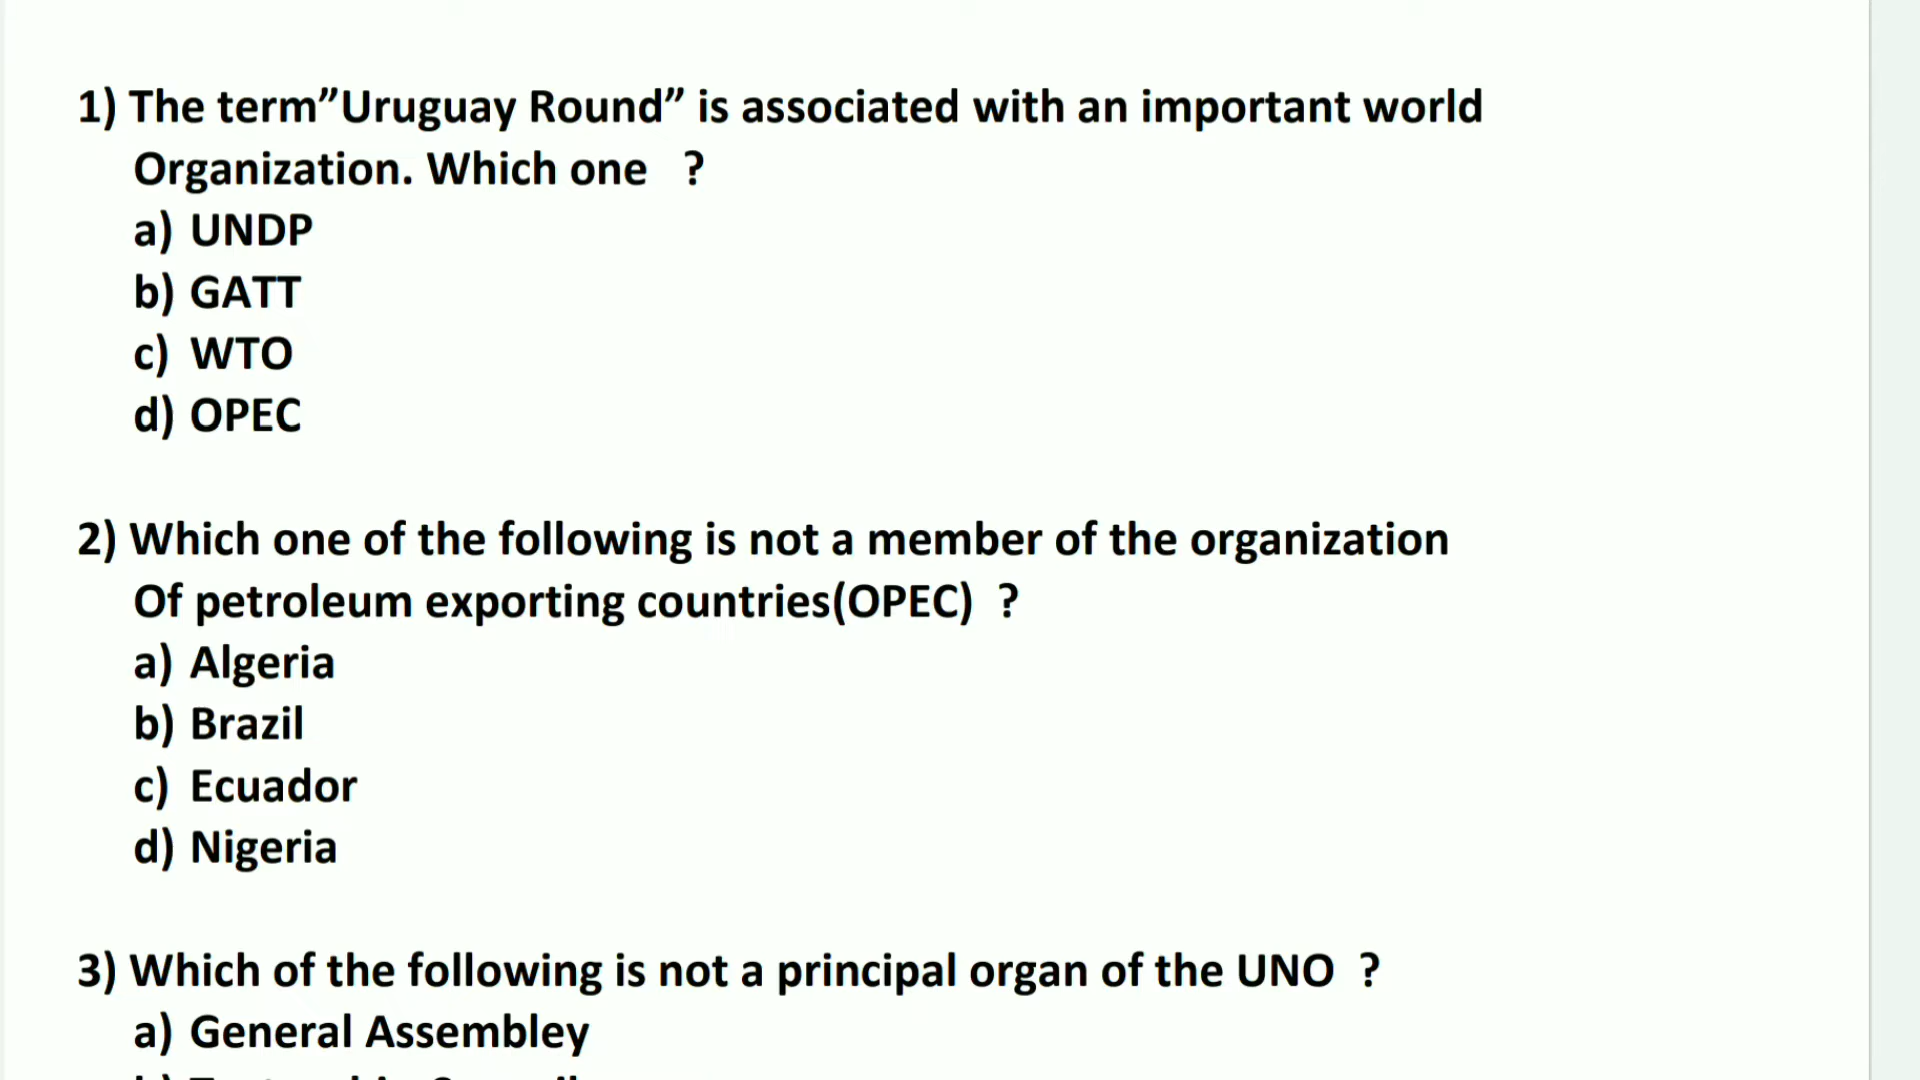 1) The term”Uruguay Round” is associated with an important world
Organization. Which one ?
a) UNDP
b) GATT
c) WTO
d) OPEC
2) Which one of the following is not a member of the organization
Of petroleum exporting countries(OPEC) ?
a) Algeria
b) Brazil
c) Ecuador
d) Nigeria
3) Which of the following is not a principal organ of the UNO ?
a) General Assembley